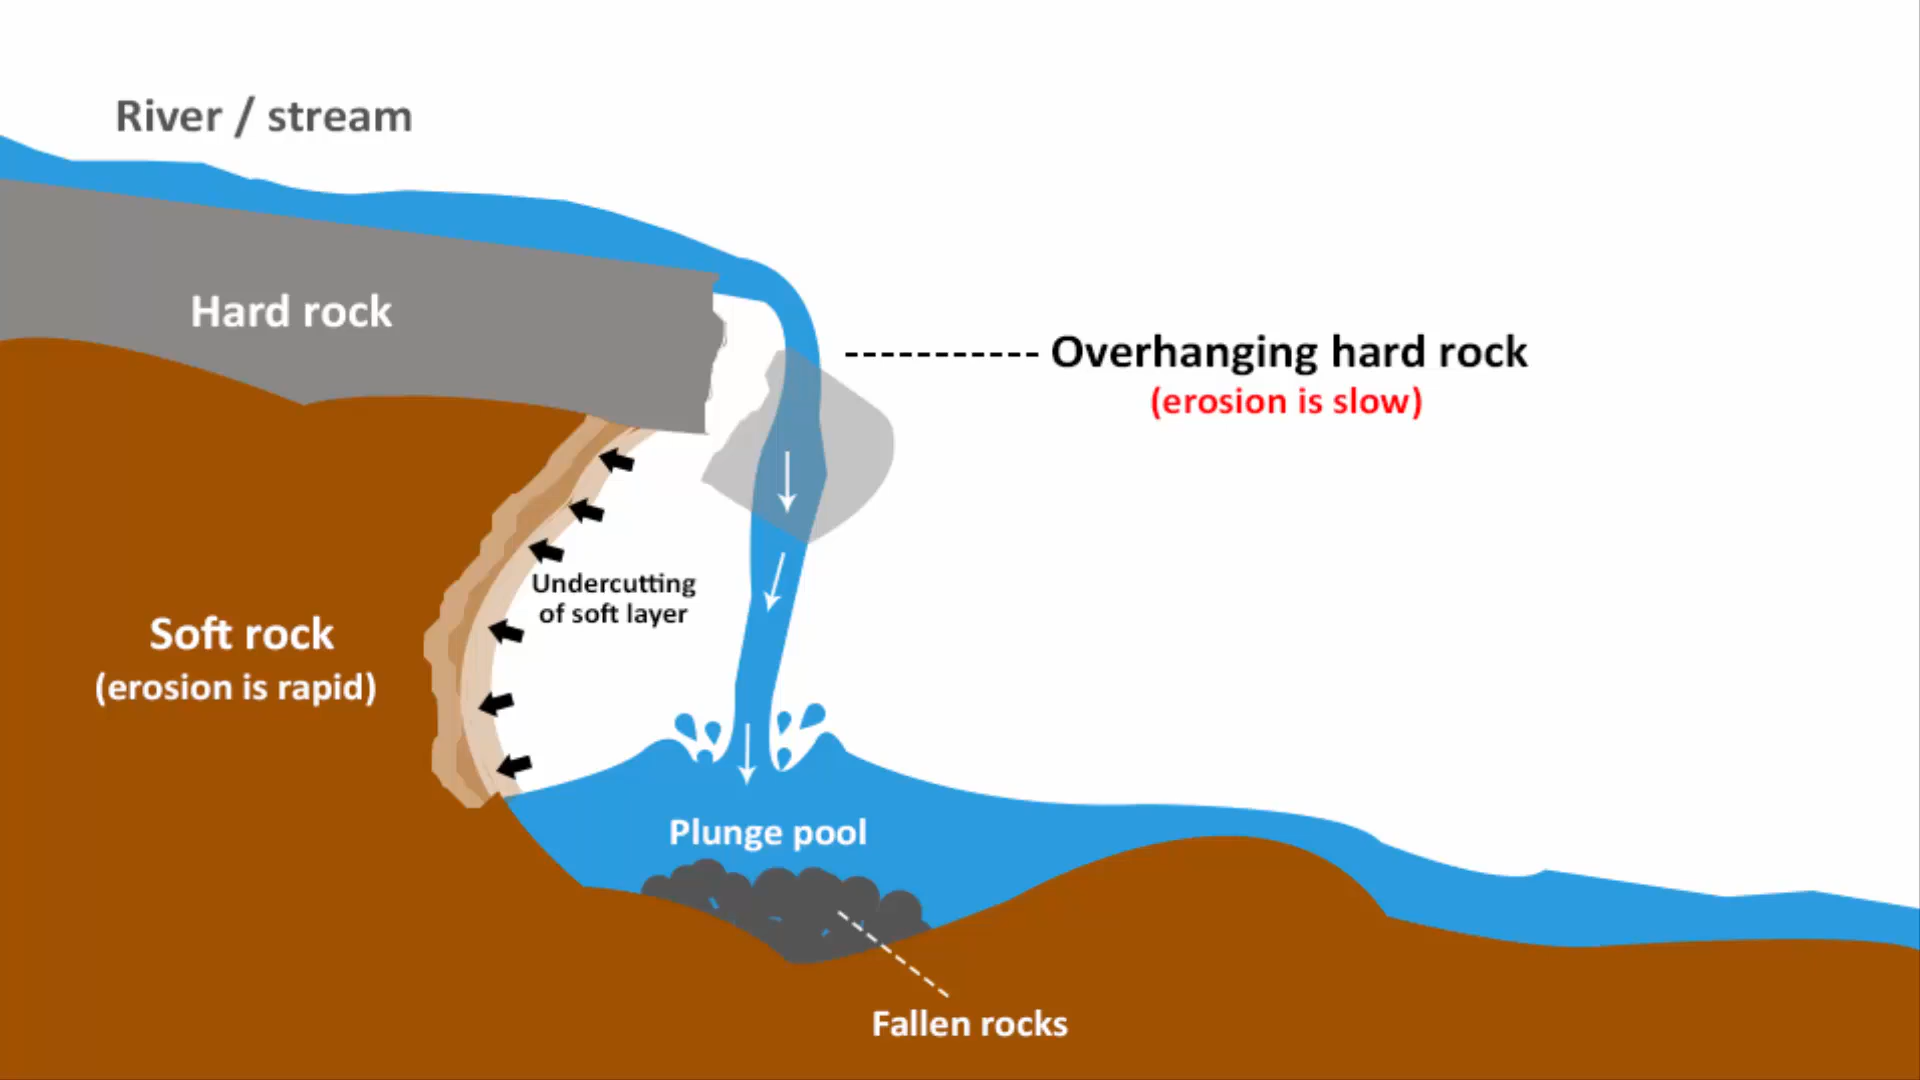 River / stream
Hard rock
Overhanging hard rock
(erosion is slow)
Undercutting
of soft layer
Soft rock
(erosion is rapid)
Plunge pool
Fallen rocks